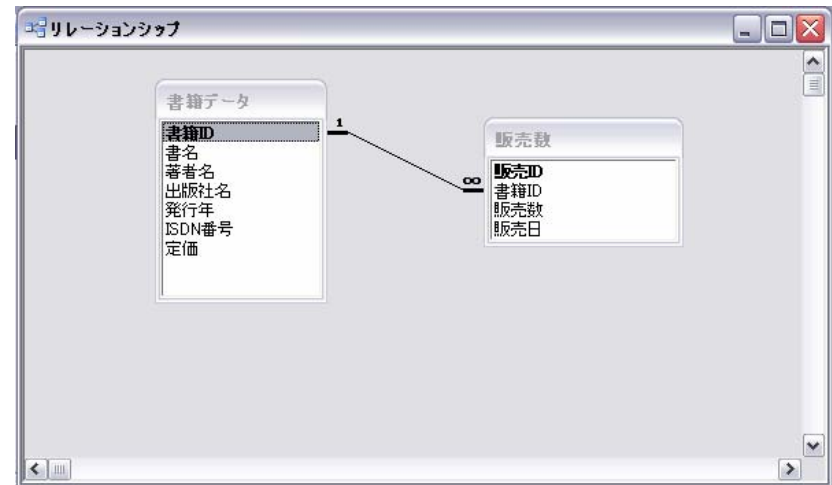 リレーションシップ
書籍データ
書籍ID
書名
著者名
出版社名
発行年
ISDN番号
定価
1
∞
販売数
販売ID
書籍ID
販売数
販売日